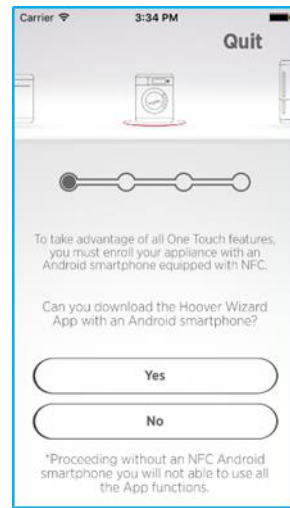 Carrier 3:34 PM
Quit
To take advantage of all One Touch features,
you must enroll your appliance with an
Android smartphone equipped with NFC.
Can you download the Hoover Wizard
App with an Android smartphone?
Yes
No
*Proceeding without an NFC Android
smartphone you will not able to use all
the App functions.